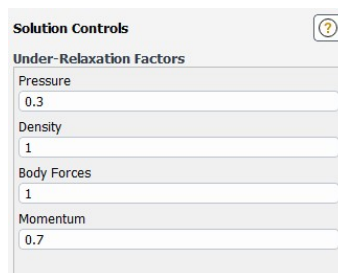 Solution Controls
?
Under-Relaxation Factors
Pressure
0.3
Density
1
Body Forces
1
Momentum
0.7